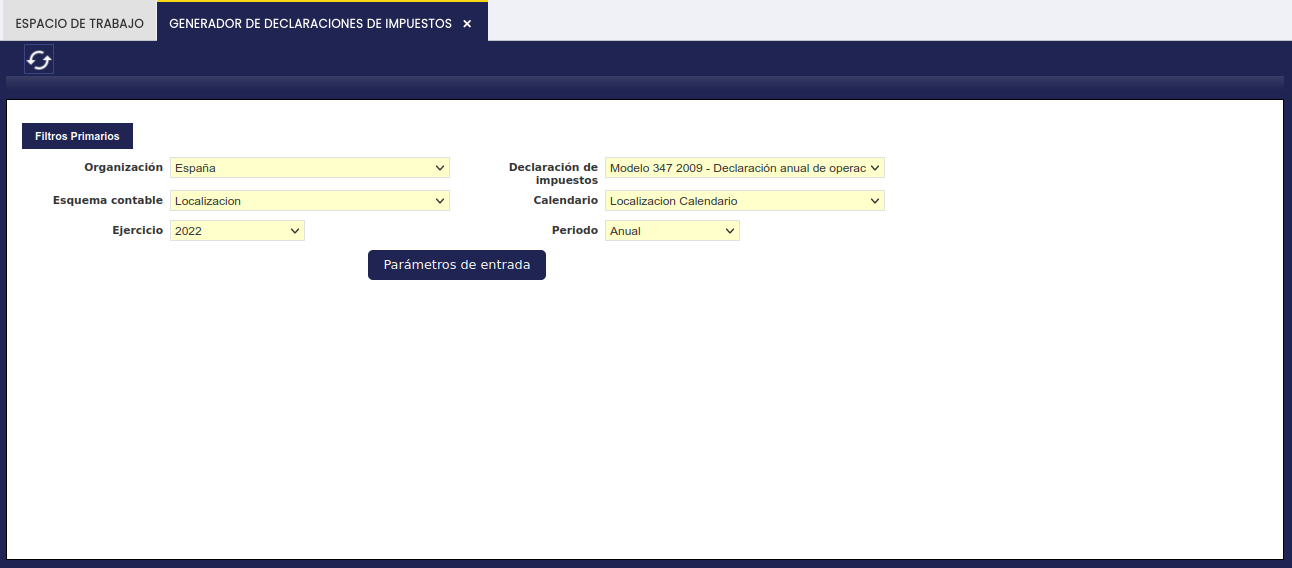 ESPACIO DE TRABAJO
GENERADOR DE DECLARACIONES DE IMPUESTOS ×
Filtros Primarios
Organización España
Declaración de impuestos Modelo 347 2009 - Declaración anual de operac
Esquema contable Localizacion
Calendario Localizacion Calendario
Ejercicio 2022
Periodo Anual
Parámetros de entrada